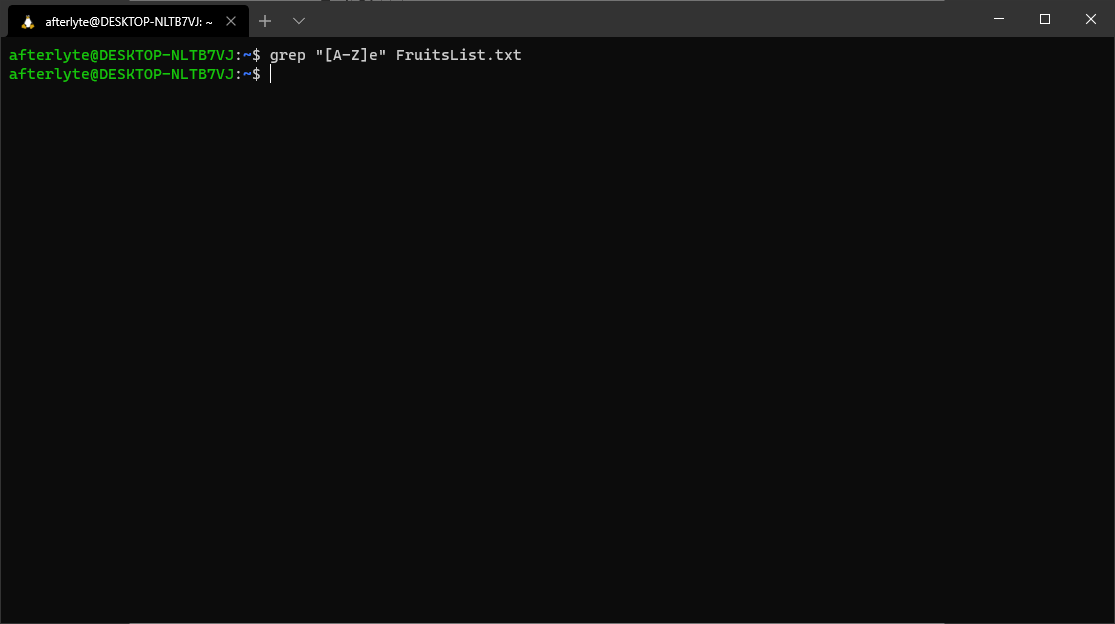 afterlyte@DESKTOP-NLTB7VJ: ~
afterlyte@DESKTOP-NLTB7VJ:~$ grep "[A-Z]e" FruitsList.txt
afterlyte@DESKTOP-NLTB7VJ:~$